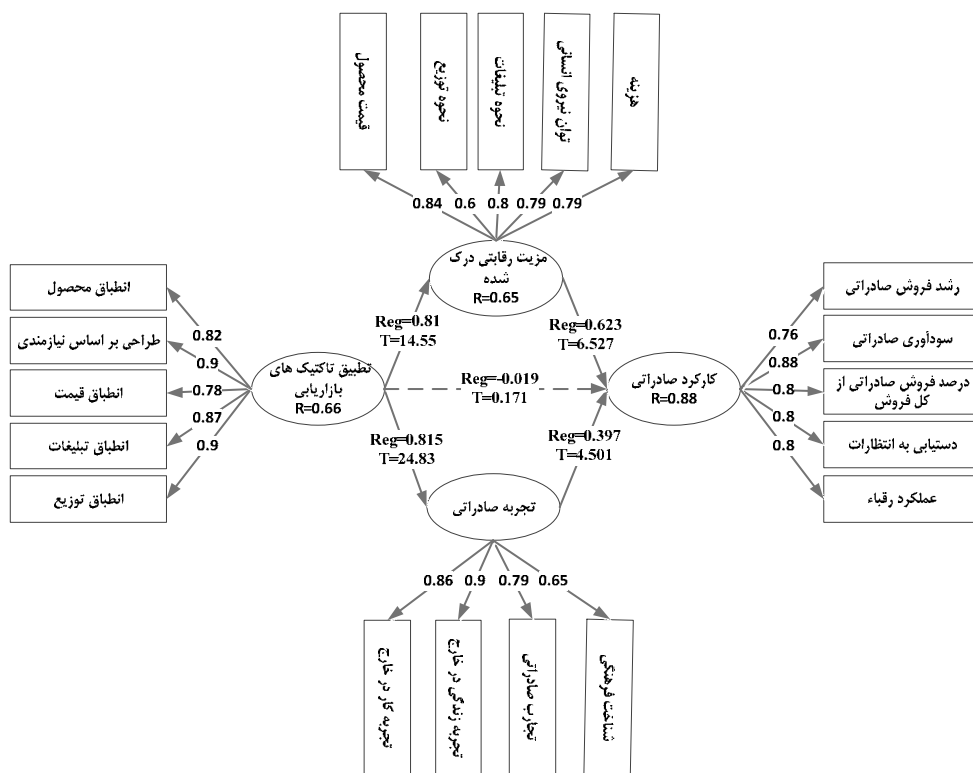 قیمت محصول
نحوه توزیع
نحوه تبلیغات
توان نیروی انسانی
هزینه
0.84
0.6
0.8
0.79
0.79
مزیت رقابتی درک
شده
R=0.65
انطباق محصول
طراحی بر اساس نیازمندی
انطباق قیمت
انطباق تبلیغات
انطباق توزیع
0.82
0.9
0.78
0.87
0.9
تطبیق تاکتیک های
بازاریابی
R=0.66
Reg=0.81
T=14.55
Reg=0.623
T=6.527
Reg=-0.019
T=0.171
Reg=0.815
T=24.83
Reg=0.397
T=4.501
کارکرد صادراتی
R=0.88
0.76
0.88
0.8
0.8
0.8
رشد فروش صادراتی
سودآوری صادراتی
درصد فروش صادراتی از
کل فروش
دستیابی به انتظارات
عملکرد رقباء
تجربه صادراتی
0.86
0.9
0.79
0.65
تجربه کار در خارج
تجربه زندگی در خارج
تجارب صادراتی
شناخت فرهنگی